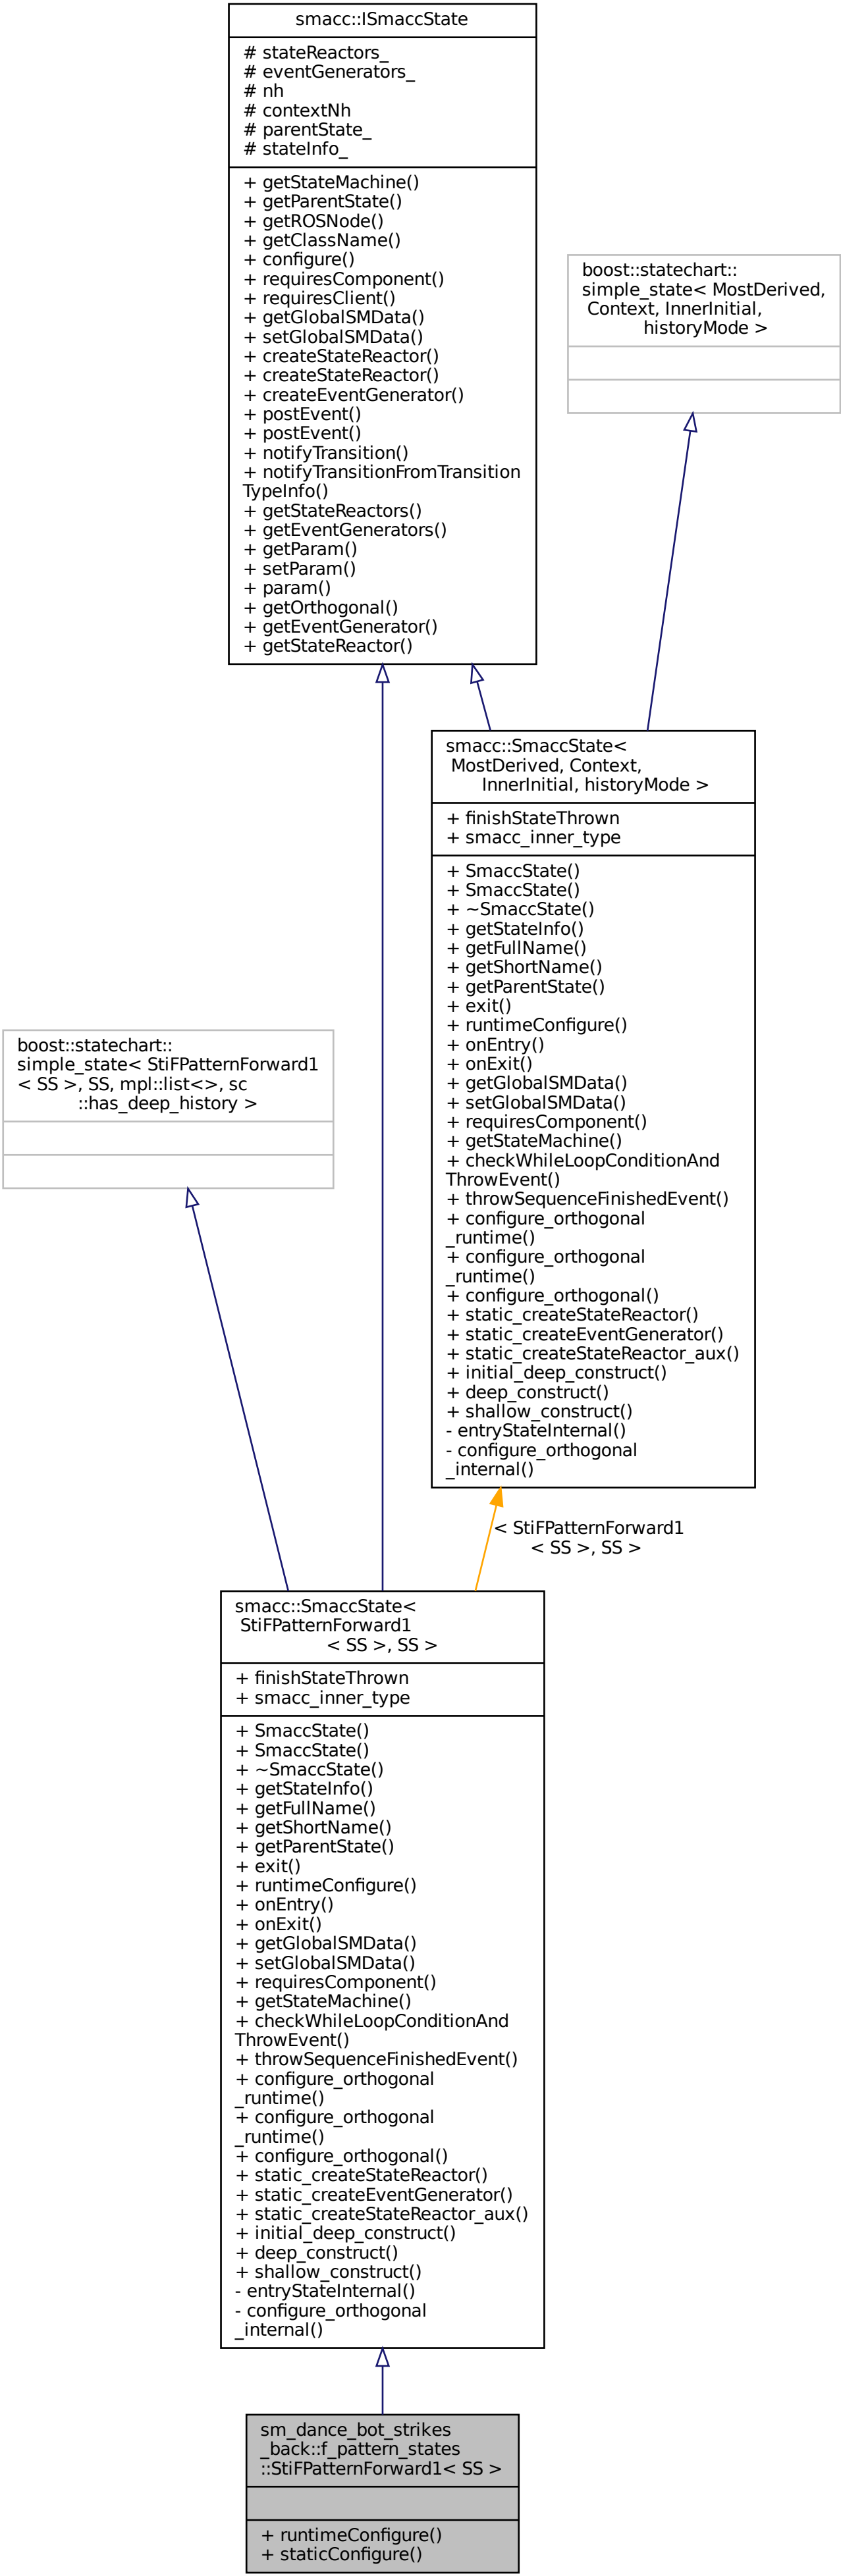 smacc::ISmaccState
# stateReactors_
# eventGenerators_
# nh
# contextNh
# parentState_
# stateInfo_
+ getStateMachine()
+ getParentState()
+ getROSNode()
+ getClassName()
+ configure()
+ requiresComponent()
+ requiresClient()
+ getGlobalSMData()
+ setGlobalSMData()
+ createStateReactor()
+ createStateReactor()
+ createEventGenerator()
+ postEvent()
+ postEvent()
+ notifyTransition()
+ notifyTransitionFromTransition
TypeInfo()
+ getStateReactors()
+ getEventGenerators()
+ getParam()
+ setParam()
+ param()
+ getOrthogonal()
+ getEventGenerator()
+ getStateReactor()
boost::statechart::
simple_state< MostDerived,
Context, InnerInitial,
historyMode >
smacc::SmaccState<
MostDerived, Context,
InnerInitial, historyMode >
+ finishStateThrown
+ smacc_inner_type
+ SmaccState()
+ SmaccState()
+ ~SmaccState()
+ getStateInfo()
+ getFullName()
+ getShortName()
+ getParentState()
+ exit()
+ runtimeConfigure()
+ onEntry()
+ onExit()
+ getGlobalSMData()
+ setGlobalSMData()
+ requiresComponent()
+ getStateMachine()
+ checkWhileLoopConditionAnd
ThrowEvent()
+ throwSequenceFinishedEvent()
+ configure_orthogonal
_runtime()
+ configure_orthogonal
_runtime()
+ configure_orthogonal()
+ static_createStateReactor()
+ static_createEventGenerator()
+ static_createStateReactor_aux()
+ initial_deep_construct()
+ deep_construct()
+ shallow_construct()
- entryStateInternal()
- configure_orthogonal
_internal()
boost::statechart::
simple_state< StiFPatternForward1
< SS >, SS, mpl::list<>, sc
::has_deep_history >
< StiFPatternForward1
< SS >, SS >
smacc::SmaccState<
StiFPatternForward1
< SS >, SS >
+ finishStateThrown
+ smacc_inner_type
+ SmaccState()
+ SmaccState()
+ ~SmaccState()
+ getStateInfo()
+ getFullName()
+ getShortName()
+ getParentState()
+ exit()
+ runtimeConfigure()
+ onEntry()
+ onExit()
+ getGlobalSMData()
+ setGlobalSMData()
+ requiresComponent()
+ getStateMachine()
+ checkWhileLoopConditionAnd
ThrowEvent()
+ throwSequenceFinishedEvent()
+ configure_orthogonal
_runtime()
+ configure_orthogonal
_runtime()
+ configure_orthogonal()
+ static_createStateReactor()
+ static_createEventGenerator()
+ static_createStateReactor_aux()
+ initial_deep_construct()
+ deep_construct()
+ shallow_construct()
- entryStateInternal()
- configure_orthogonal
_internal()
sm_dance_bot_strikes
_back::f_pattern_states
::StiFPatternForward1< SS >
+ runtimeConfigure()
+ staticConfigure()